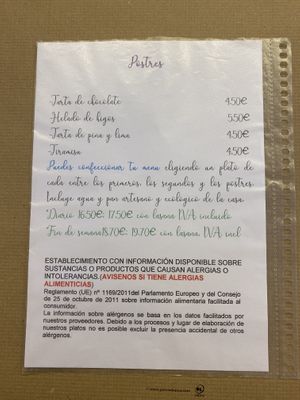 Postres
Tarta de chocolate 4.50€
Helado de higos 5.50€
Tarta de pina y lima 4.50€
Tiramisu 4.50€
Puedes confeccionar tu menu eligiendo un plato de
cada entre los primeros, los segundos y los postres.
Incluye agua y pan artesano y ecológico de la casa.
Diario 16.50€; 17.50€ con lasana, IVA incluido
Fin de semana18.70€; 19.70€ con lasana, IVA incl
ESTABLECIMIENTO CON INFORMACIÓN DISPONIBLE SOBRE
SUSTANCIAS O PRODUCTOS QUE CAUSAN ALERGIAS O
INTOLERANCIAS.(AVISENOS SI TIENE ALERGIAS
ALIMENTICIAS)
Reglamento (UE) nº 1169/2011del Parlamento Europeo y del Consejo
de 25 de octubre de 2011 sobre información alimentaria facilitada al
consumidor.
La información sobre alérgenos se basa en los datos facilitados por
nuestros proveedores. Debido a los procesos y lugar de elaboración de
nuestros platos no es posible excluir la presencia accidental de otros
alérgenos.